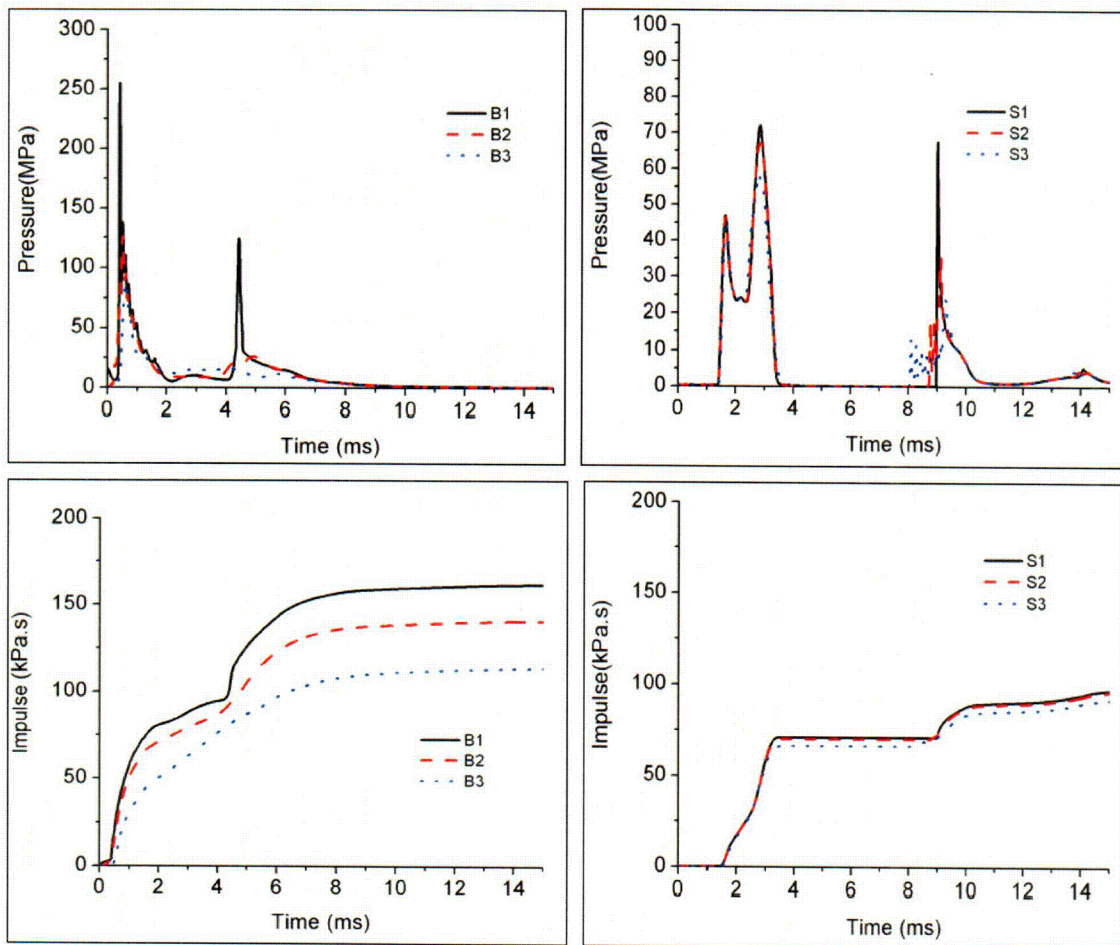 300
250
200
150
100
50
0
Pressure(MPa)
B1
B2
B3
0 2 4 6 8 10 12 14
Time (ms)
100
90
80
70
60
50
40
30
20
10
0
Pressure(MPa)
S1
S2
S3
0 2 4 6 8 10 12 14
Time (ms)
200
150
100
50
0
Impulse (kPa.s)
B1
B2
B3
0 2 4 6 8 10 12 14
Time (ms)
200
150
100
50
0
Impulse(kPa.s)
S1
S2
S3
0 2 4 6 8 10 12 14
Time (ms)